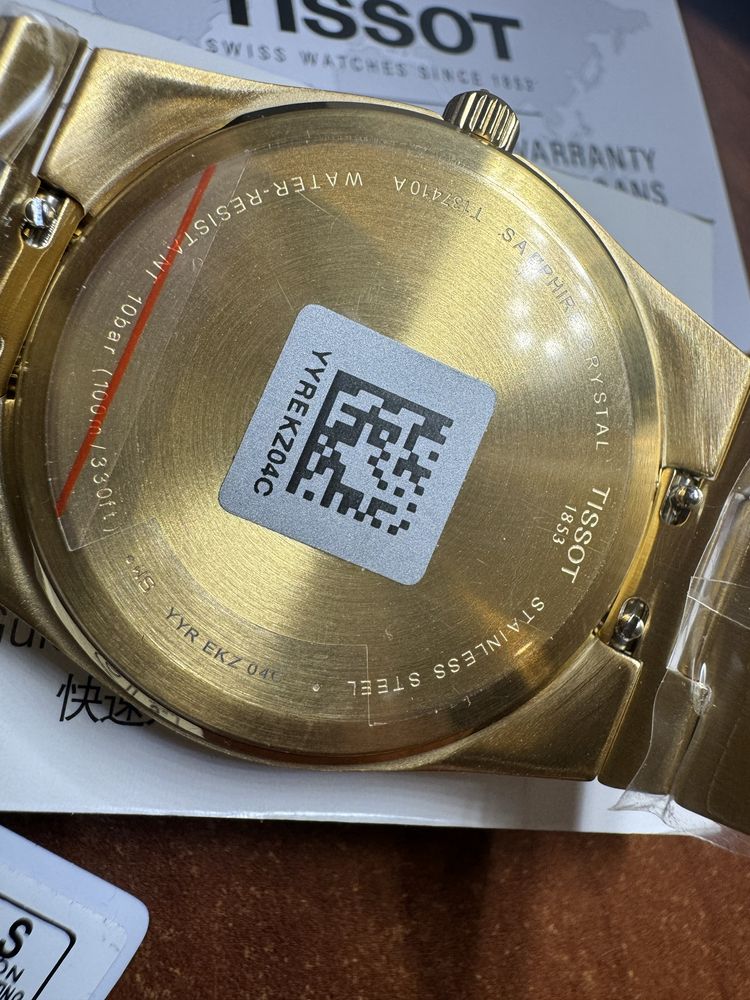 TISSOT
SWISS WATCHES SINCE 1853
WARRANTY
WATER-RESISTANT 10bar (100m/330ft)
T137410A
SAPPHIRE CRYSTAL
TISSOT
1853
STAINLESS STEEL
YYR EKZ 04C
SM
YYREKZ04C
快速
S